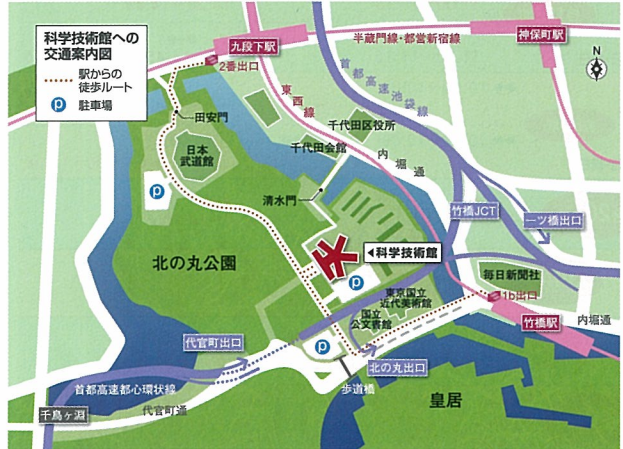 科学技術館への
交通案内図
駅からの
徒歩ルート
P 駐車場
九段下駅
2番出口
半蔵門線・都営新宿線
神保町駅
N
田安門
東西線
首都高速池袋線
千代田区役所
千代田会館
内堀通
日本
武道館
P
清水門
竹橋JCT
一ツ橋出口
◀科学技術館
北の丸公園
P
毎日新聞社
東京国立
近代美術館
1b出口
国立
公文書館
竹橋駅
内堀通
代官町出口
P
北の丸出口
首都高速都心環状線
歩道橋
皇居
千鳥ヶ淵
代官町通